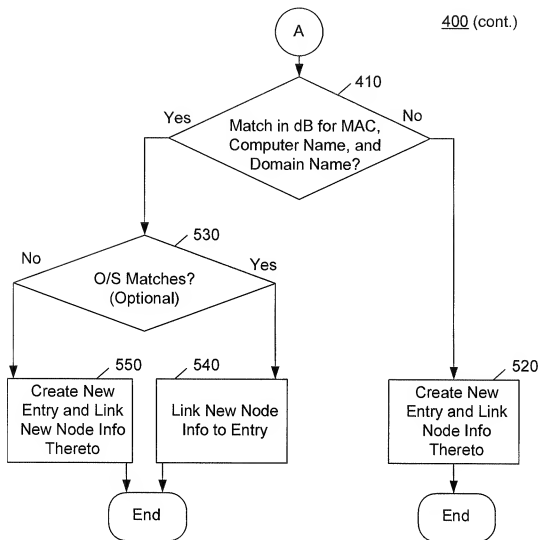 A
400 (cont.)
410
Yes
No
Match in dB for MAC,
Computer Name, and
Domain Name?
530
No
Yes
O/S Matches?
(Optional)
550
540
520
Create New
Entry and Link
New Node Info
Thereto
Link New Node
Info to Entry
Create New
Entry and Link
Node Info
Thereto
End
End